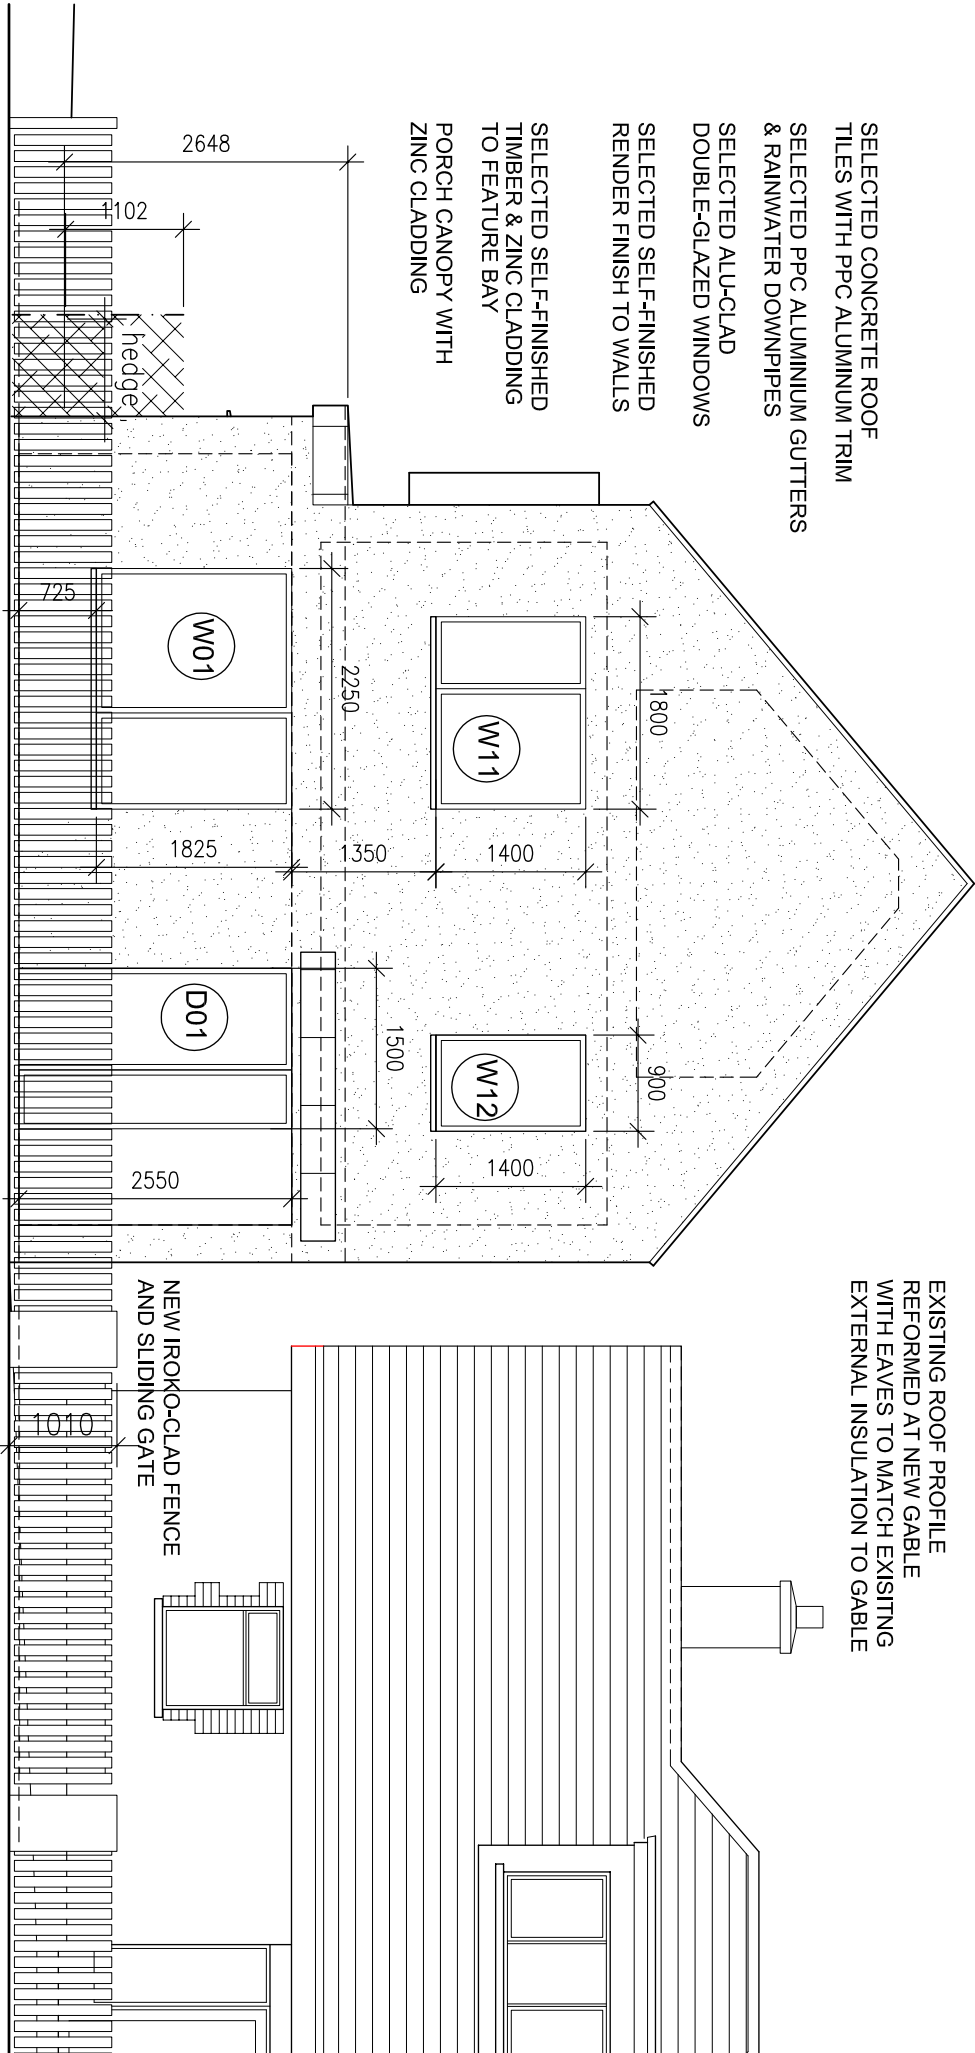 SELECTED CONCRETE ROOF
TILES WITH PPC ALUMINUM TRIM
SELECTED PPC ALUMINIUM GUTTERS
& RAINWATER DOWNPIPES
SELECTED ALU-CLAD
DOUBLE-GLAZED WINDOWS
SELECTED SELF-FINISHED
RENDER FINISH TO WALLS
SELECTED SELF-FINISHED
TIMBER & ZINC CLADDING
TO FEATURE BAY
PORCH CANOPY WITH
ZINC CLADDING
EXISTING ROOF PROFILE
REFORMED AT NEW GABLE
WITH EAVES TO MATCH EXISITNG
EXTERNAL INSULATION TO GABLE
1800
900
W11
W12
1400
1400
1500
2250
1350
2648
W01
D01
1825
2550
1102
hedge
725
NEW IROKO-CLAD FENCE
AND SLIDING GATE
1010